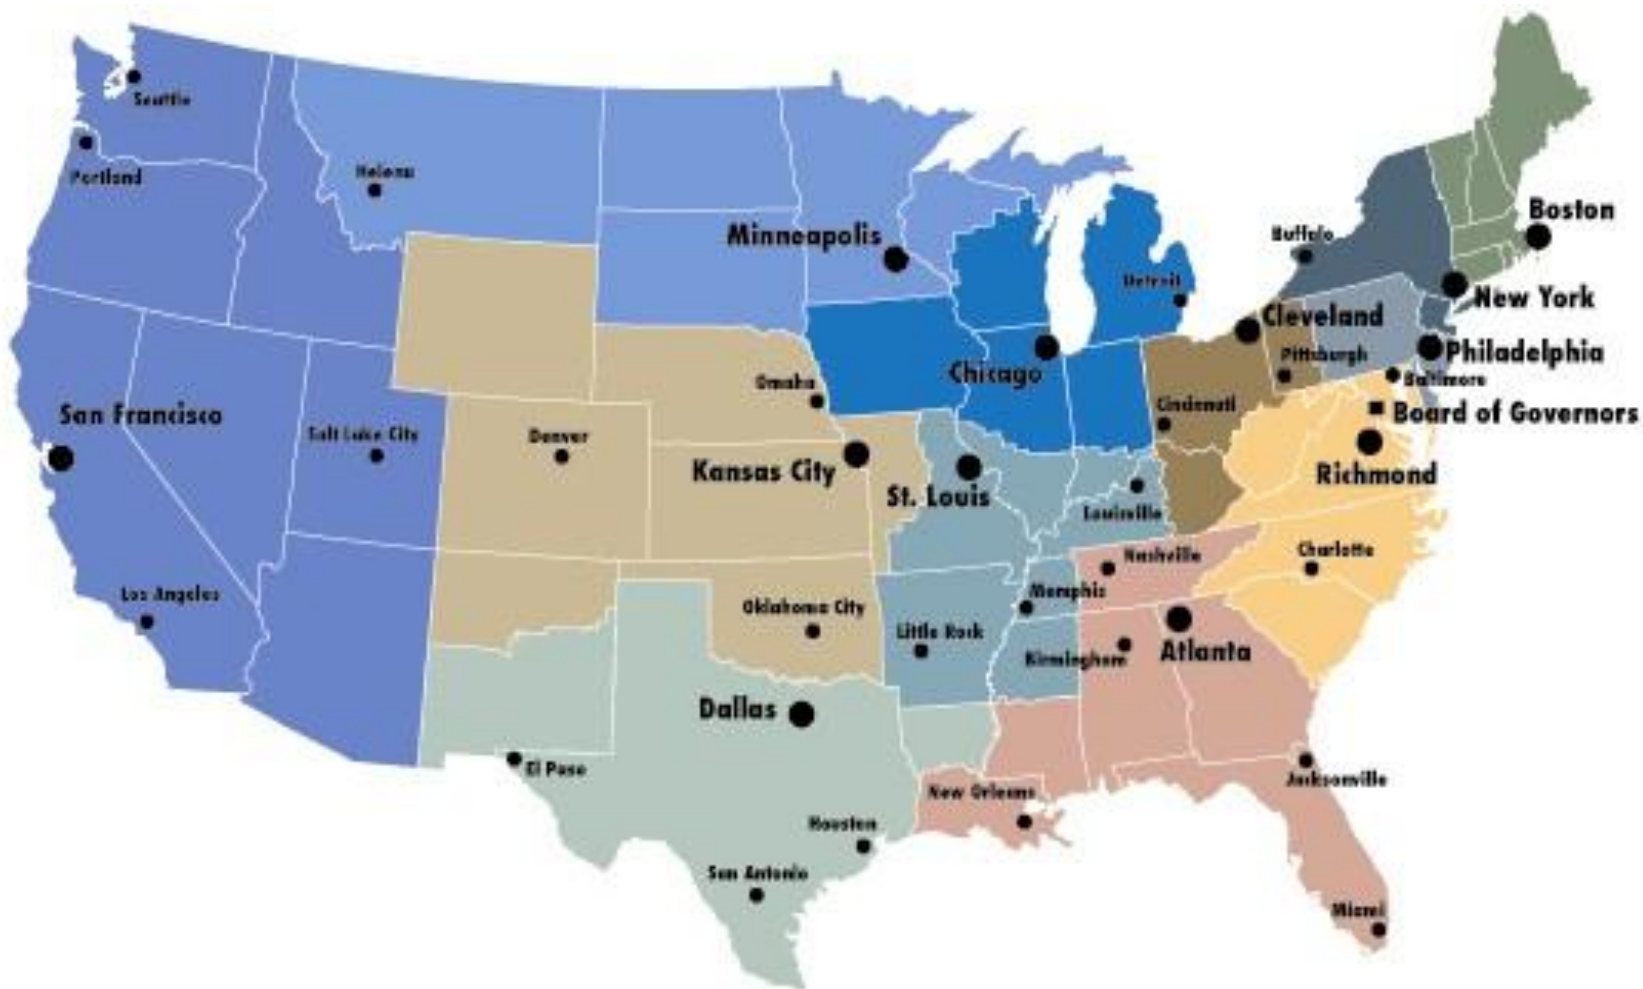 Seattle
Portland
Helena
Minneapolis
Boston
Buffalo
Detroit
New York
Cleveland
Philadelphia
Pittsburgh
Chicago
Baltimore
Omaha
Cincinnati
Board of Governors
San Francisco
Salt Lake City
Denver
Kansas City
Richmond
St. Louis
Louisville
Nashville
Charlotte
Los Angeles
Memphis
Oklahoma City
Little Rock
Birmingham
Atlanta
Dallas
El Paso
Jacksonville
New Orleans
Houston
San Antonio
Miami